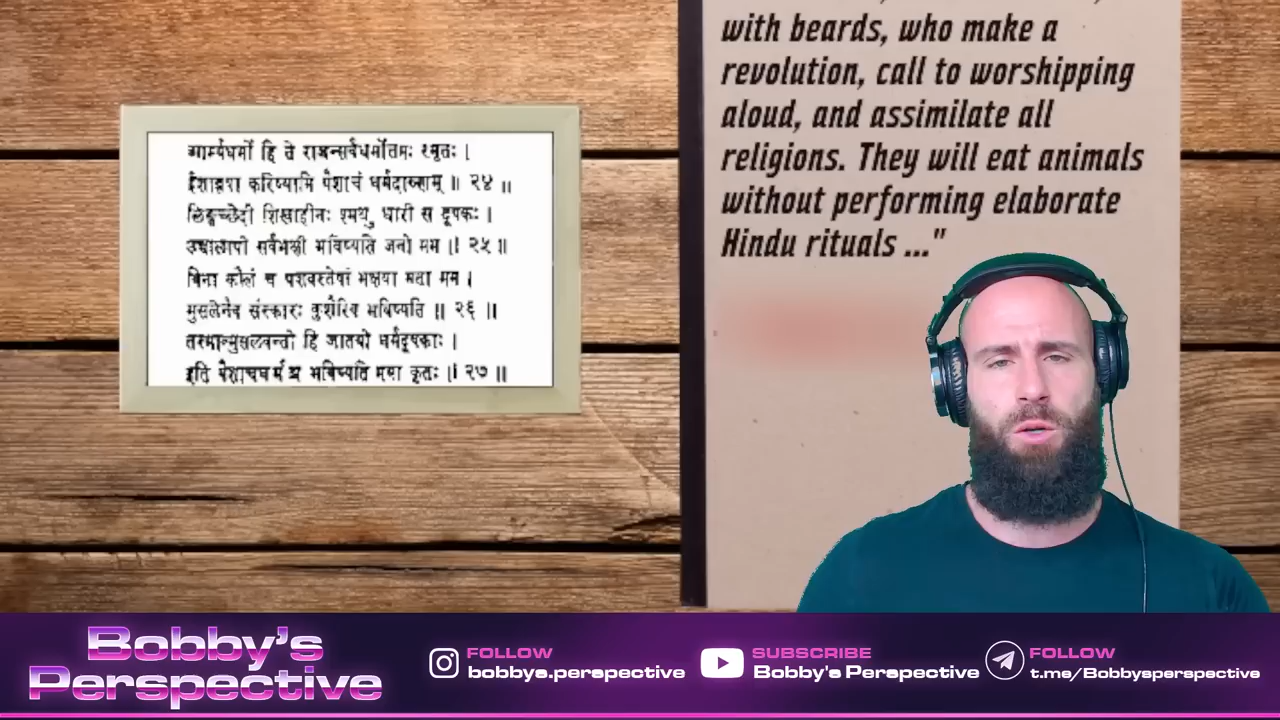 आर्य्यधर्मो हि ते राजन्सर्वधर्मोत्तमः स्मृतः ।
ईशाज्ञया करिष्यामि पैशाचं धर्मदारुणम् ॥ २४ ॥
लिङ्गच्छेदी शिखाहीनः श्मश्रु धारी स दूषकः ।
उच्चालापी सर्वभक्षी भविष्यति जनो मम ॥ २५ ॥
विना कौलं च पशवस्तेषां भक्षया मता मम ।
मुसलेनेव संस्कारः कुशैरिव भविष्यति ॥ २६ ॥
तस्मान्मुसलवन्तो हि जातयो धर्मदूषकाः ।
इति पैशाचधर्मश्च भविष्यति मया कृतः ॥ २७ ॥
with beards, who make a
revolution, call to worshipping
aloud, and assimilate all
religions. They will eat animals
without performing elaborate
Hindu rituals ..."
Bobby's
Perspective
FOLLOW
bobbys.perspective
SUBSCRIBE
Bobby's Perspective
FOLLOW
t.me/Bobbysperspective